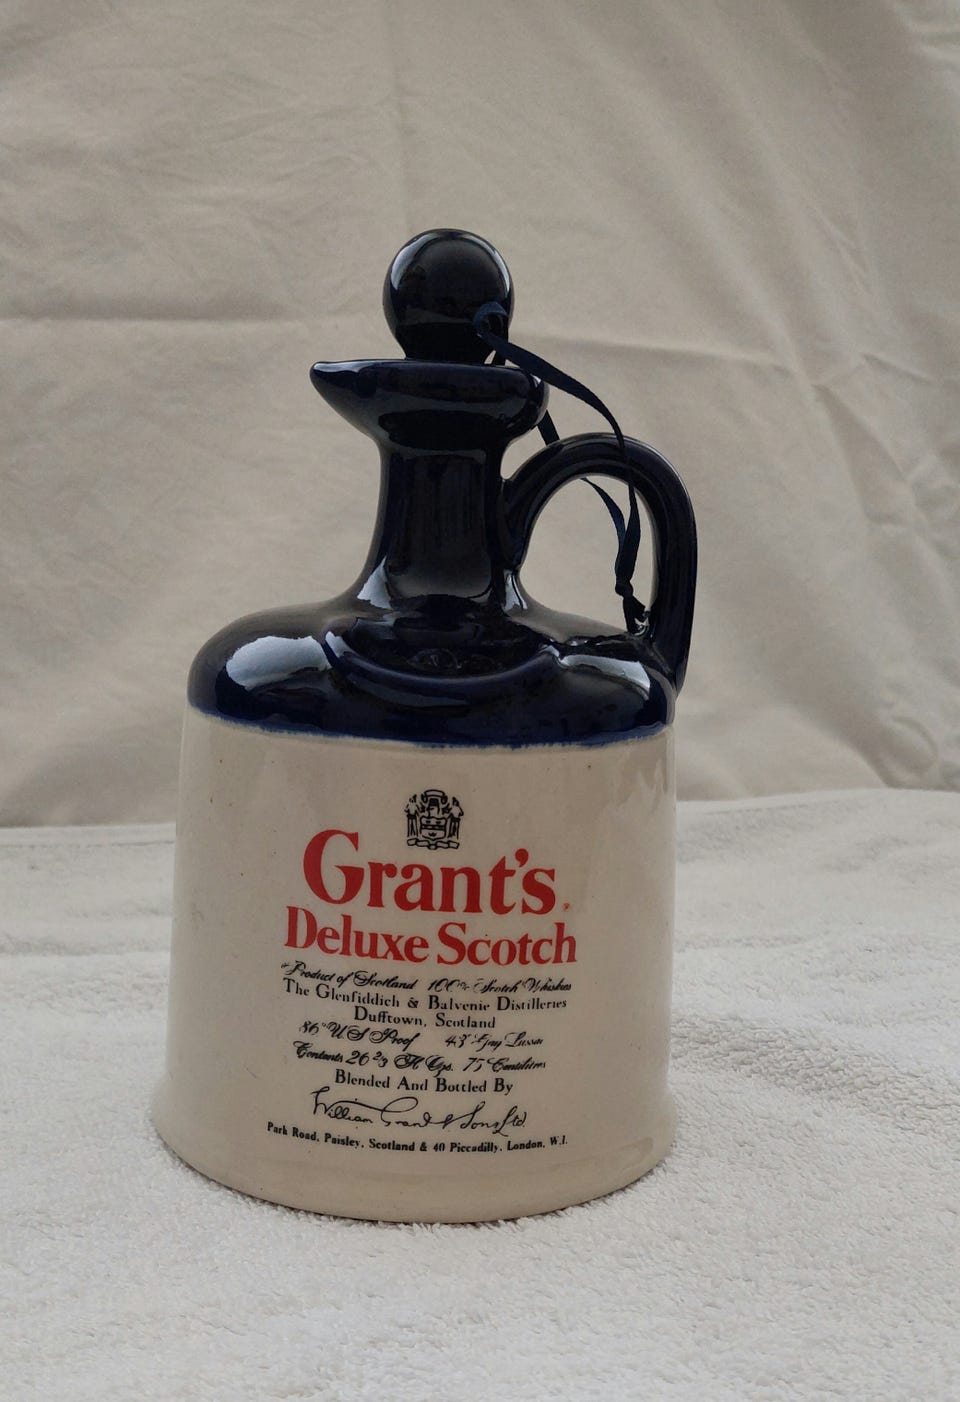 Grant's
Deluxe Scotch
Product of Scotland 100% Scotch Whiskies
The Glenfiddich & Balvenie Distilleries
Dufftown, Scotland
86° US Proof 43° Gay Lussac
Contents 26 2/3 Fl Ozs. 75 Centilitres
Blended And Bottled By
William Grant & Sons Ltd
Park Road, Paisley, Scotland & 40 Piccadilly, London, W.1.